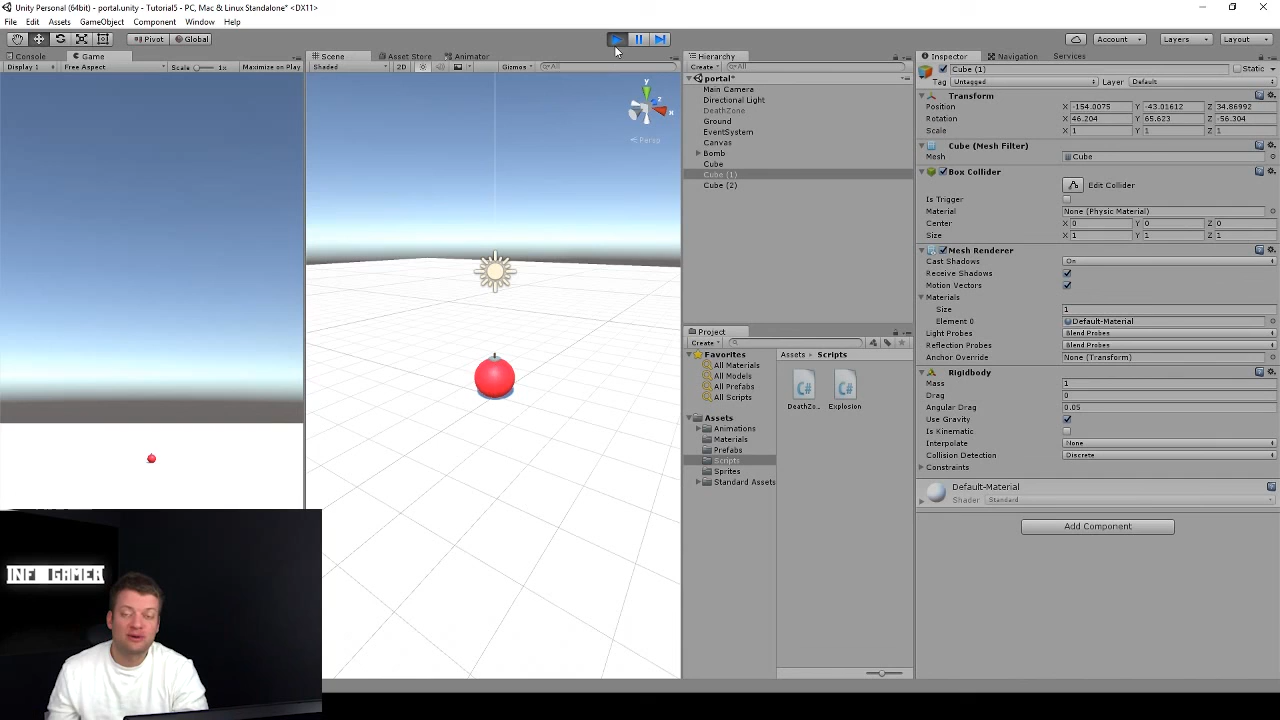 Unity Personal (64bit) - portal.unity - Tutorial5 - PC, Mac & Linux Standalone* <DX11>
File Edit Assets GameObject Component Window Help
Pivot Global Account Layers Layout
Console Game
Display 1 Free Aspect Scale 1x Maximize on Play
Scene Asset Store Animator
Shaded 2D Gizmos All
y
z
x
Persp
Hierarchy
Create All
portal*
Main Camera
Directional Light
DeathZone
Ground
EventSystem
Canvas
Bomb
Cube
Cube (1)
Cube (2)
Project
Create
Favorites
All Materials
All Models
All Prefabs
All Scripts
Assets
Animations
Materials
Prefabs
Scripts
Sprites
Standard Assets
Assets Scripts
C# C#
DeathZo... Explosion
Inspector Navigation Services
Cube (1) Static
Tag Untagged Layer Default
Transform
Position X -154.0075 Y -43.01612 Z 34.86992
Rotation X 46.204 Y 65.623 Z -56.304
Scale X 1 Y 1 Z 1
Cube (Mesh Filter)
Mesh Cube
Box Collider
Edit Collider
Is Trigger
Material None (Physic Material)
Center X 0 Y 0 Z 0
Size X 1 Y 1 Z 1
Mesh Renderer
Cast Shadows On
Receive Shadows
Motion Vectors
Materials
Size 1
Element 0 Default-Material
Light Probes Blend Probes
Reflection Probes Blend Probes
Anchor Override None (Transform)
Rigidbody
Mass 1
Drag 0
Angular Drag 0.05
Use Gravity
Is Kinematic
Interpolate None
Collision Detection Discrete
Constraints
Default-Material
Shader Standard
Add Component
INF GAMER